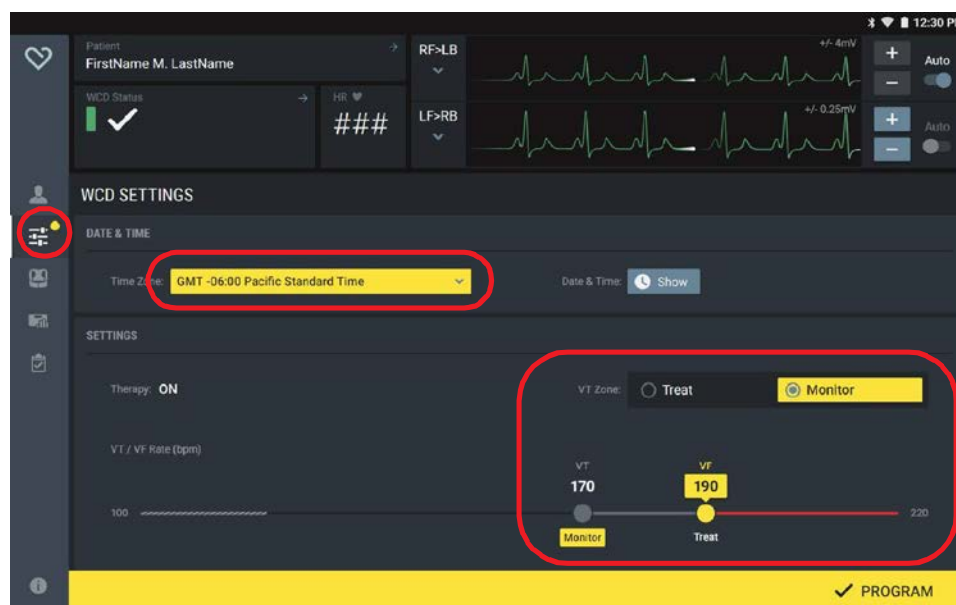 12:30 P
Patient
FirstName M. LastName
WCD Status
HR
###
RF>LB
+/- 4mV
+
−
Auto
LF>RB
+/- 0.25mV
+
−
Auto
WCD SETTINGS
DATE & TIME
Time Zone: GMT -06:00 Pacific Standard Time
Date & Time: Show
SETTINGS
Therapy: ON
VT Zone: Treat Monitor
VT / VF Rate (bpm)
VT VF
170 190
100 220
Monitor Treat
PROGRAM